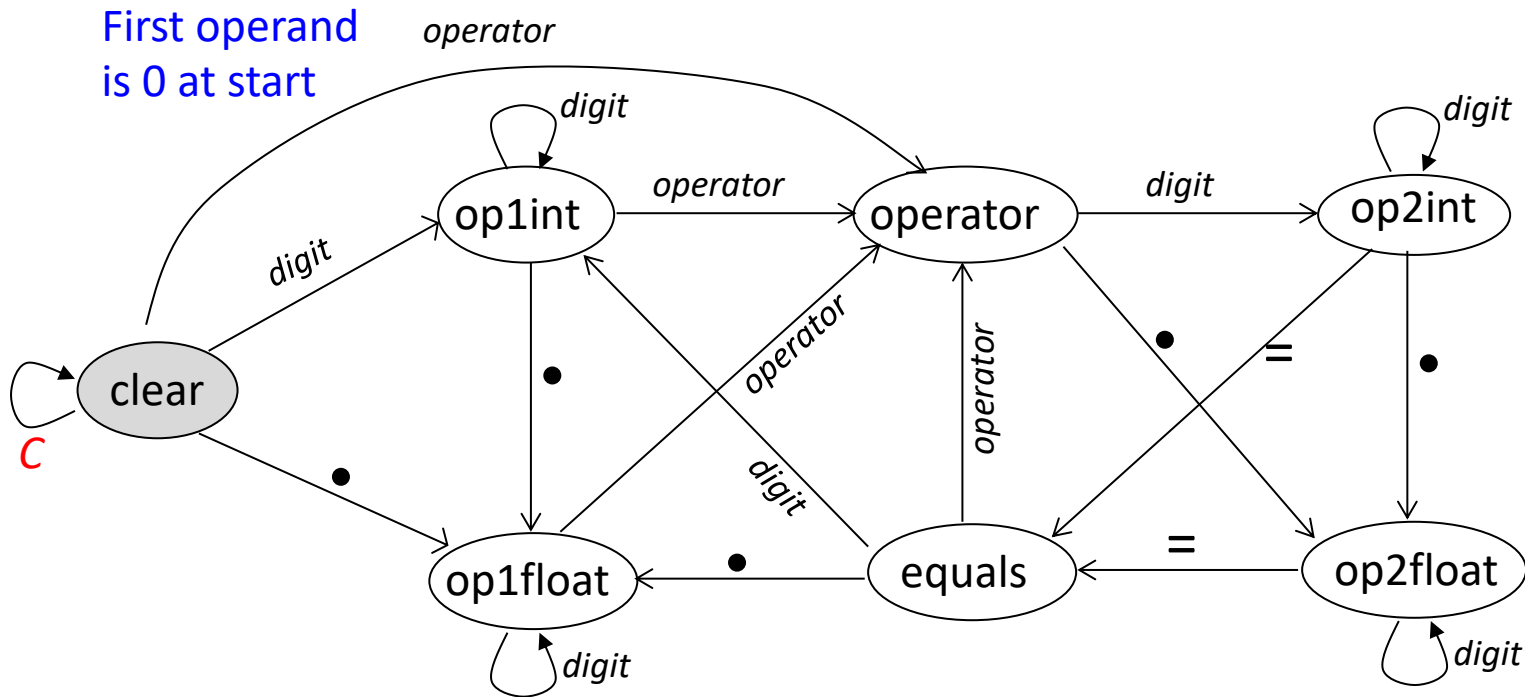 First operand
is 0 at start
operator
digit
digit
op1int
operator
operator
digit
op2int
digit
clear
C
•
•
operator
digit
operator
•
=
•
op1float
digit
•
equals
=
op2float
digit